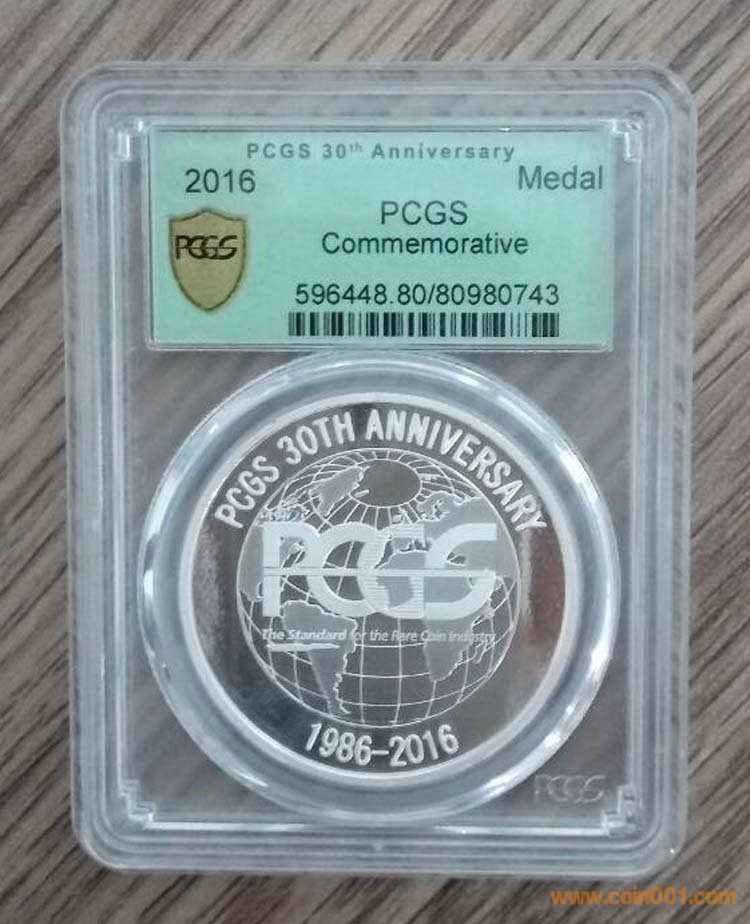 PCGS 30th Anniversary
2016
Medal
PCGS
PCGS
Commemorative
596448.80/80980743
PCGS 30TH ANNIVERSARY
PCGS
The Standard for the Rare Coin Industry
1986-2016
PCGS
www.coin001.com